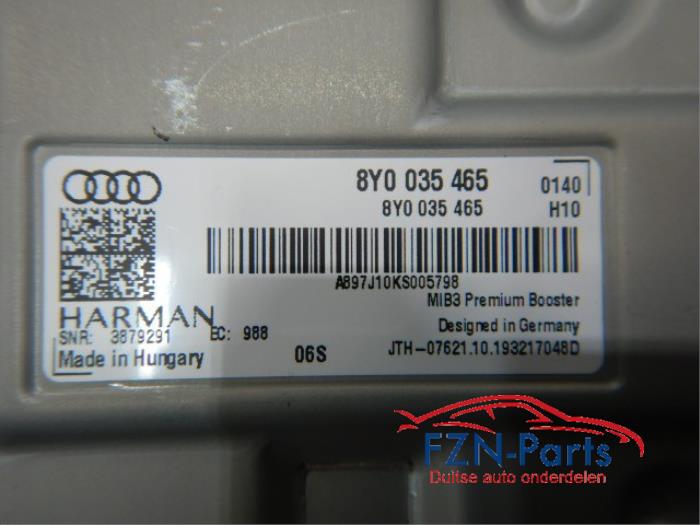 8Y0 035 465 0140
8Y0 035 465 H10
A897J10KS005798
HARMAN
MIB3 Premium Booster
SNR: 3879291 EC: 988
Designed in Germany
Made in Hungary 06S JTH-07621.10.193217048D
FZN-Parts
Duitse auto onderdelen